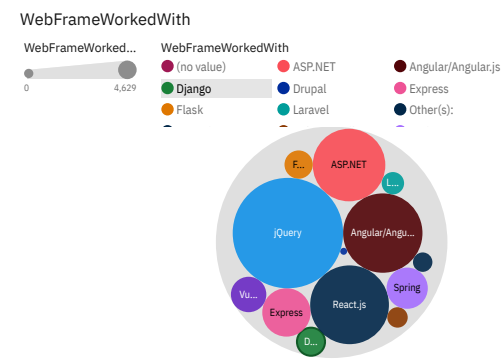 WebFrameWorkedWith
WebFrameWorked... WebFrameWorkedWith
(no value) ASP.NET Angular/Angular.js
0 4,629 Django Drupal Express
Flask Laravel Other(s):
F... ASP.NET
L...
jQuery Angular/Angu...
Vu... Express React.js Spring
D...